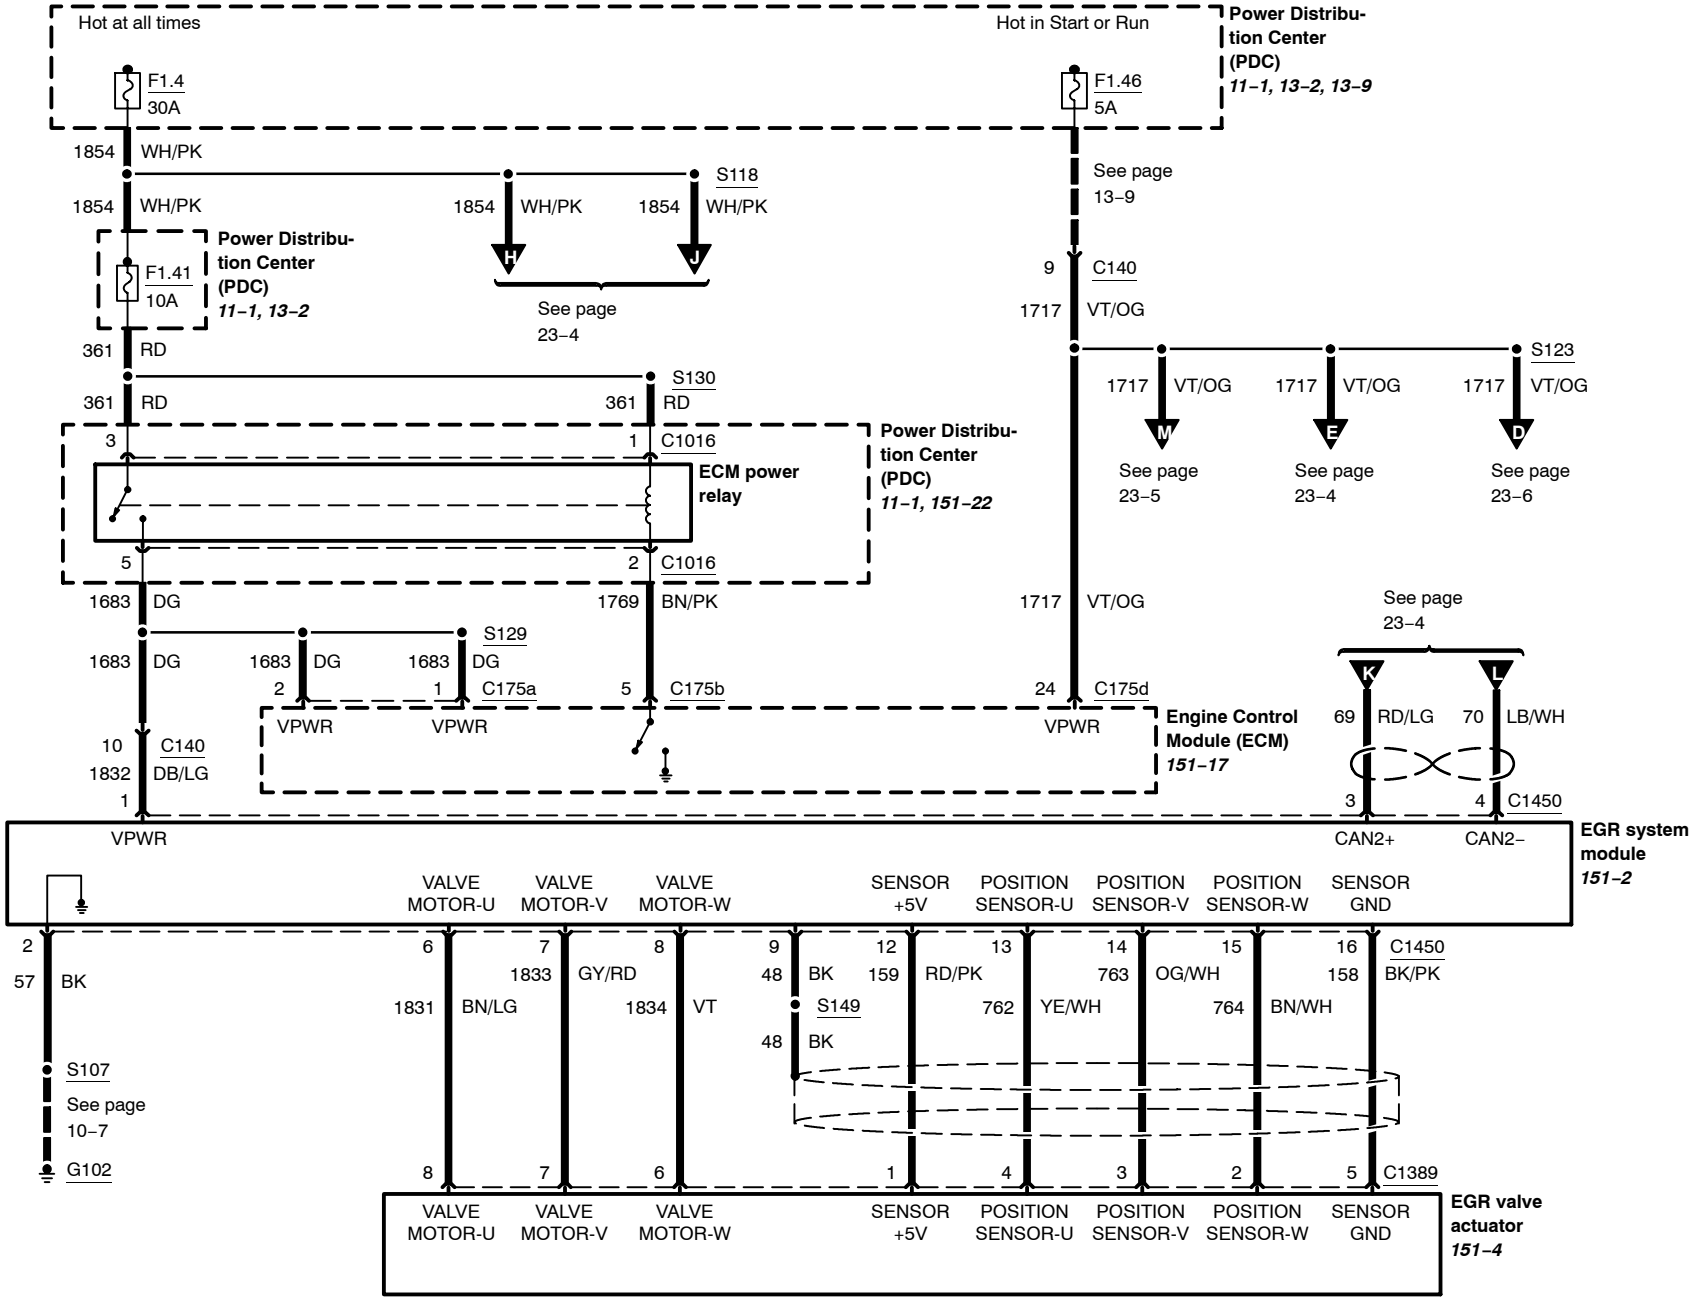 Hot at all times
Hot in Start or Run
Power Distribu-
tion Center
(PDC)
11−1, 13−2, 13−9
F1.4
30A
F1.46
5A
1854 WH/PK
S118
See page
13−9
1854 WH/PK
1854 WH/PK
1854 WH/PK
Power Distribu-
tion Center
(PDC)
11−1, 13−2
F1.41
10A
H
J
See page
23−4
9 C140
1717 VT/OG
361 RD
S130
S123
361 RD
361 RD
1717 VT/OG
1717 VT/OG
1717 VT/OG
M
E
D
See page
23−5
See page
23−4
See page
23−6
3
1 C1016
Power Distribu-
tion Center
(PDC)
11−1, 151−22
ECM power
relay
5
2 C1016
1683 DG
1769 BN/PK
1717 VT/OG
See page
23−4
S129
1683 DG
1683 DG
1683 DG
K
L
2
1 C175a
5 C175b
24 C175d
VPWR
VPWR
VPWR
Engine Control
Module (ECM)
151−17
69 RD/LG
70 LB/WH
10 C140
1832 DB/LG
1
3
4 C1450
VPWR
CAN2+
CAN2−
EGR system
module
151−2
VALVE
MOTOR-U
VALVE
MOTOR-V
VALVE
MOTOR-W
SENSOR
+5V
POSITION
SENSOR-U
POSITION
SENSOR-V
POSITION
SENSOR-W
SENSOR
GND
2
6
7
8
9
12
13
14
15
16 C1450
57 BK
1833 GY/RD
48 BK
159 RD/PK
763 OG/WH
158 BK/PK
1831 BN/LG
1834 VT
S149
762 YE/WH
764 BN/WH
48 BK
S107
See page
10−7
G102
8
7
6
1
4
3
2
5 C1389
VALVE
MOTOR-U
VALVE
MOTOR-V
VALVE
MOTOR-W
SENSOR
+5V
POSITION
SENSOR-U
POSITION
SENSOR-V
POSITION
SENSOR-W
SENSOR
GND
EGR valve
actuator
151−4